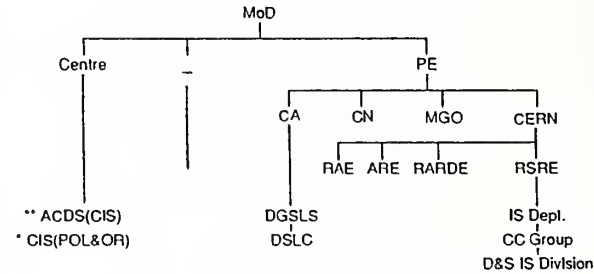 MoD
Centre
PE
CA CN MGO CERN
RAE ARE RARDE RSRE
** ACDS(CIS) DGSLS IS Dept.
* CIS(POL&OR) DSLC CC Group
D&S IS Division